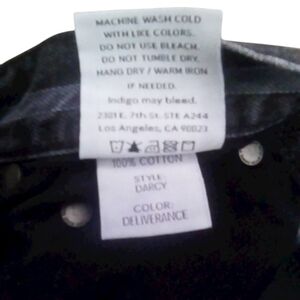 MACHINE WASH COLD
WITH LIKE COLORS.
DO NOT USE BLEACH.
DO NOT TUMBLE DRY.
HANG DRY / WARM IRON
IF NEEDED.
Indigo may bleed.
2301 E. 7th St. STE A244
Los Angeles, CA 90023
100% COTTON
STYLE:
DARCY
COLOR:
DELIVERANCE